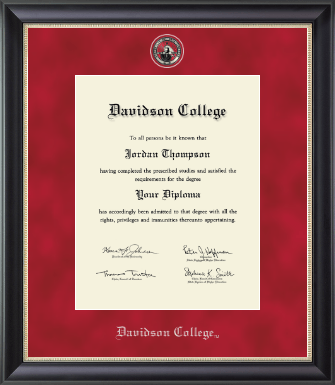 Davidson College
To all persons be it known that
Jordan Thompson
having completed the prescribed studies and satisfied the
requirements for the degree
Your Diploma
has accordingly been admitted to that degree with all the
rights, privileges and immunities thereunto appertaining.
Davidson College™